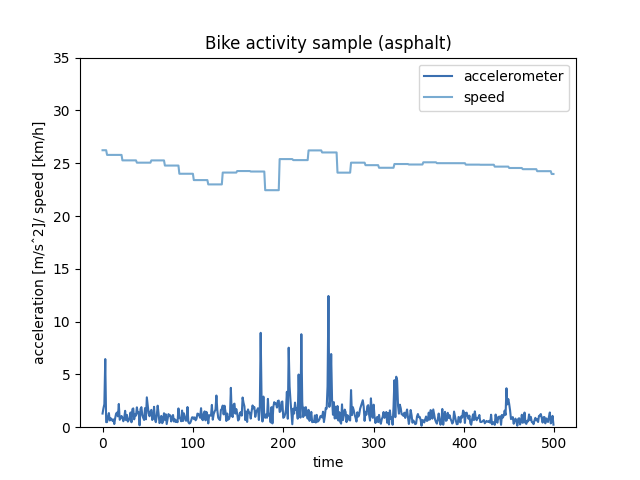 Bike activity sample (asphalt)
accelerometer
speed
acceleration [m/sˆ2]/ speed [km/h]
35
30
25
20
15
10
5
0
0 100 200 300 400 500
time